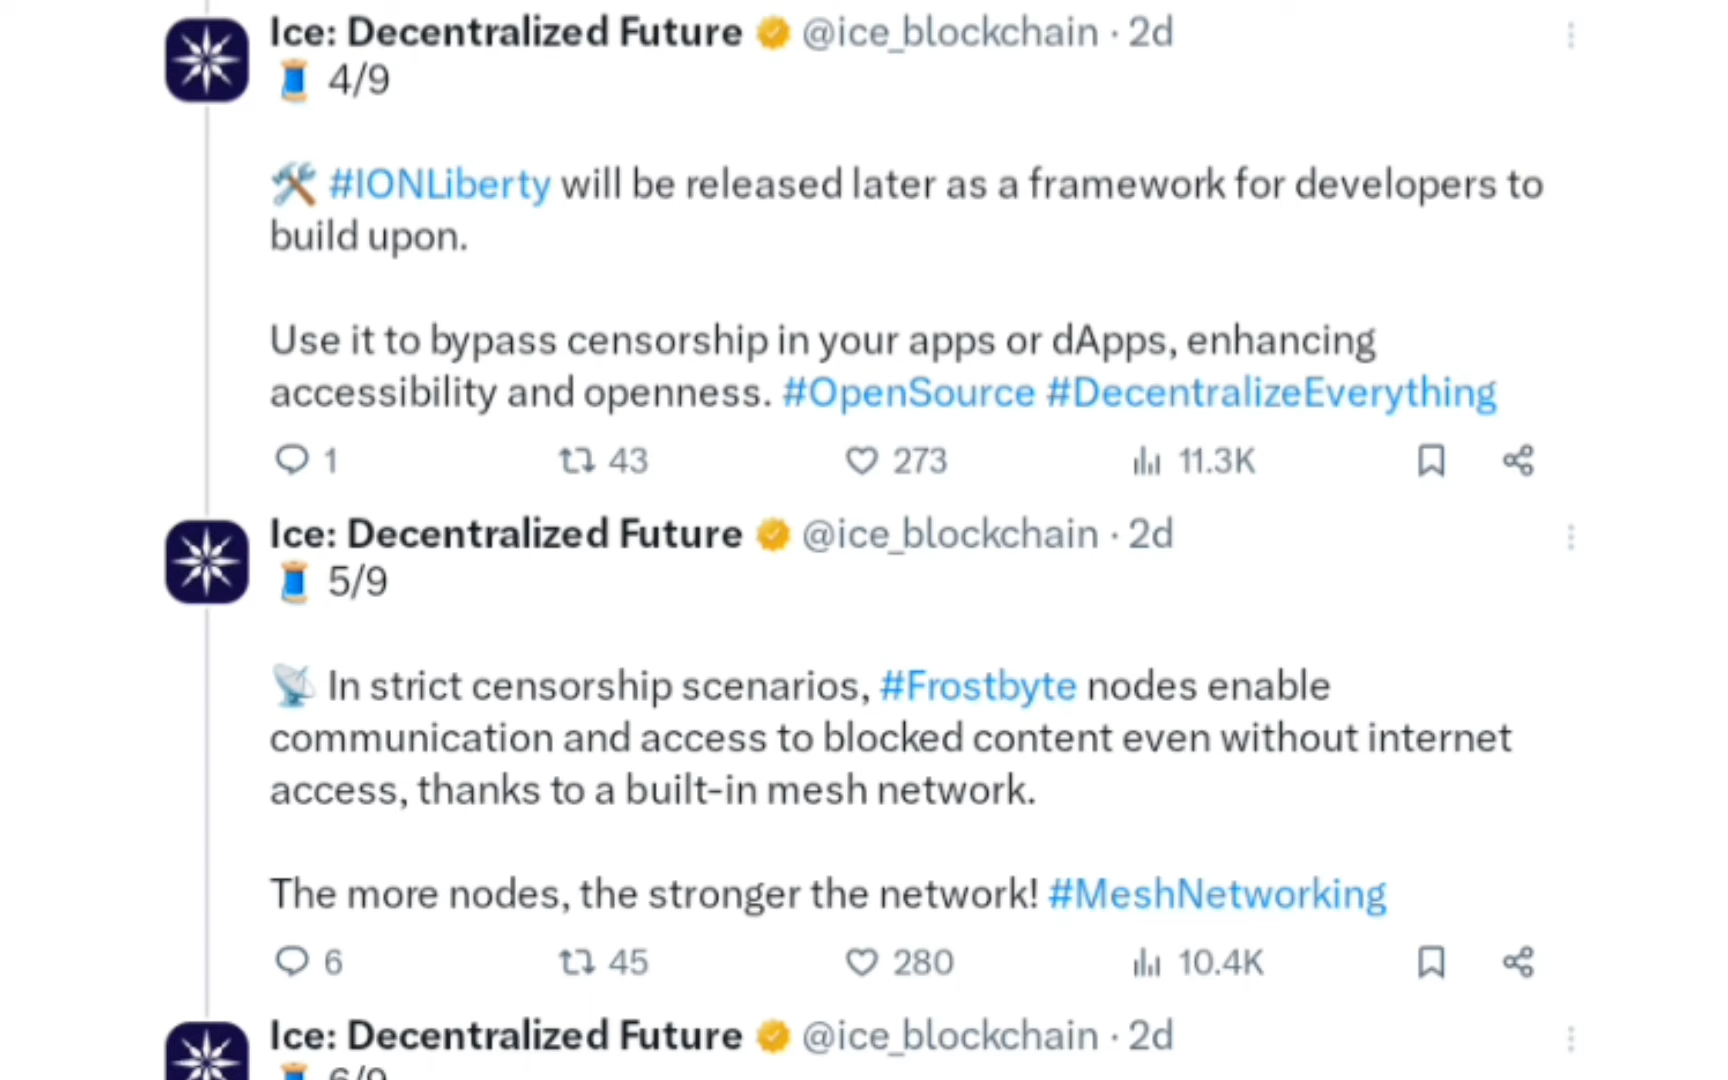 Ice: Decentralized Future @ice_blockchain · 2d
🧵 4/9
🛠️ #IONLiberty will be released later as a framework for developers to
build upon.
Use it to bypass censorship in your apps or dApps, enhancing
accessibility and openness. #OpenSource #DecentralizeEverything
1 43 273 11.3K
Ice: Decentralized Future @ice_blockchain · 2d
🧵 5/9
📡 In strict censorship scenarios, #Frostbyte nodes enable
communication and access to blocked content even without internet
access, thanks to a built-in mesh network.
The more nodes, the stronger the network! #MeshNetworking
6 45 280 10.4K
Ice: Decentralized Future @ice_blockchain · 2d
🧵 6/9